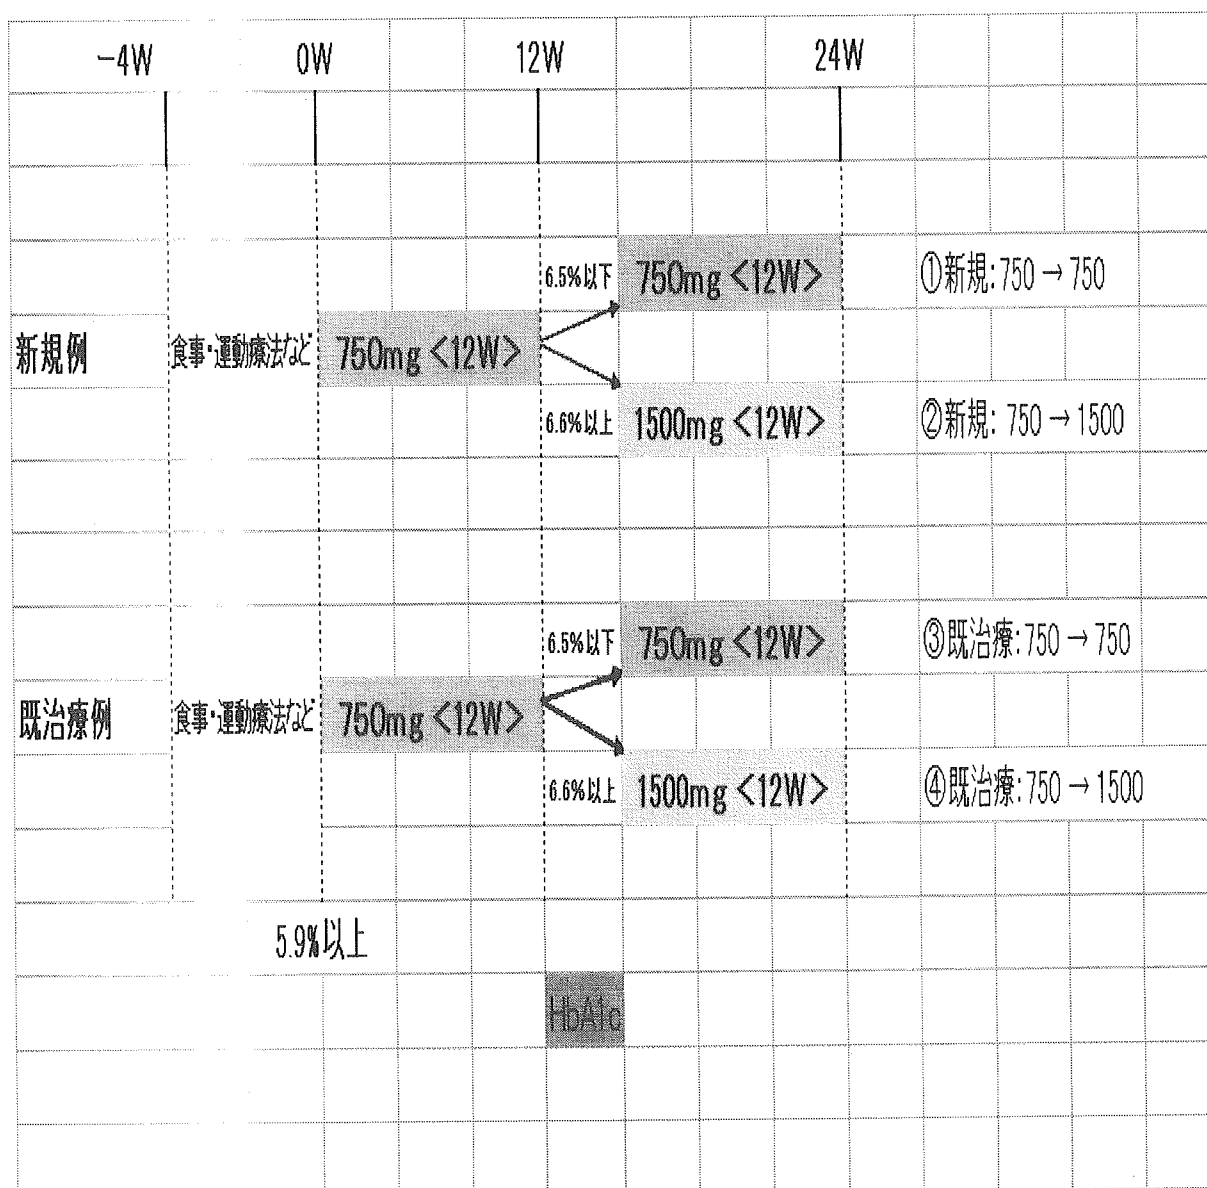 −4W 0W 12W 24W
6.5%以下 750mg <12W> ①新規:750 → 750
新規例 食事・運動療法など 750mg <12W>
6.6%以上 1500mg <12W> ②新規: 750 → 1500
6.5%以下 750mg <12W> ③既治療:750 → 750
既治療例 食事・運動療法など 750mg <12W>
6.6%以上 1500mg <12W> ④既治療:750 → 1500
5.9%以上
HbA1c